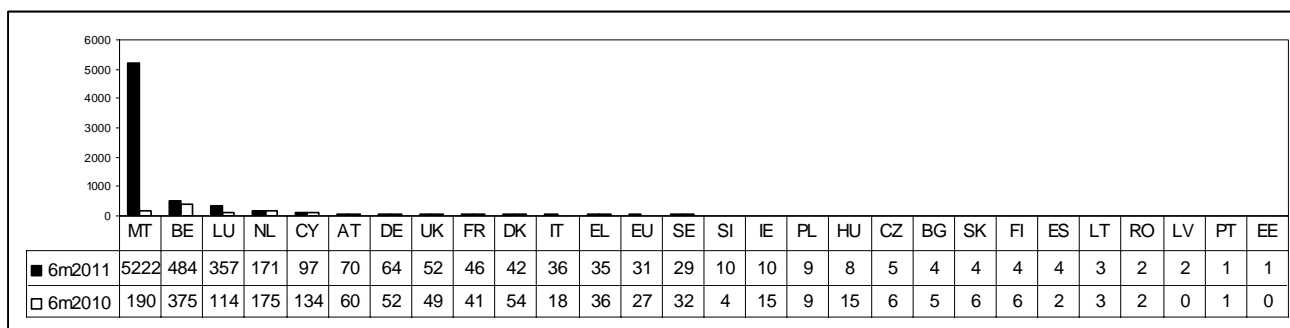 6000
5000
4000
3000
2000
1000
0
MT BE LU NL CY AT DE UK FR DK IT EL EU SE SI IE PL HU CZ BG SK FI ES LT RO LV PT EE
6m2011 5222 484 357 171 97 70 64 52 46 42 36 35 31 29 10 10 9 8 5 4 4 4 4 3 2 2 1 1
6m2010 190 375 114 175 134 60 52 49 41 54 18 36 27 32 4 15 9 15 6 5 6 6 2 3 2 0 1 0